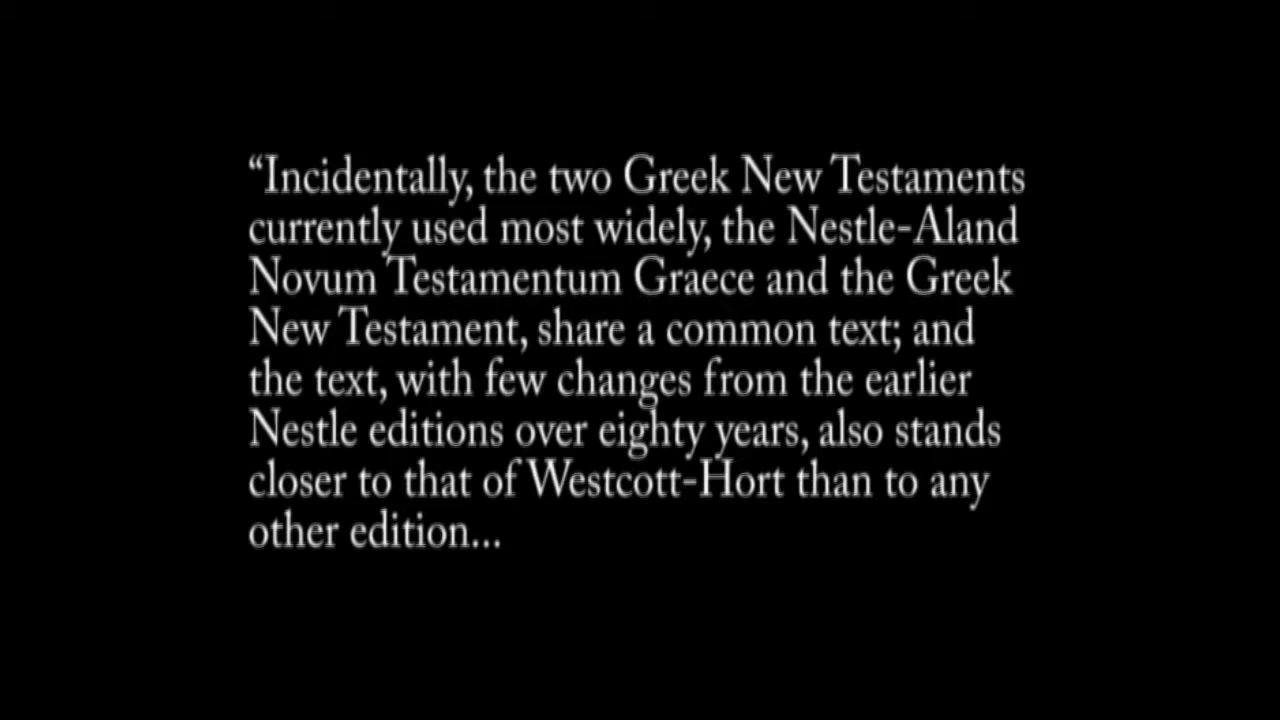 “Incidentally, the two Greek New Testaments
currently used most widely, the Nestle-Aland
Novum Testamentum Graece and the Greek
New Testament, share a common text; and
the text, with few changes from the earlier
Nestle editions over eighty years, also stands
closer to that of Westcott-Hort than to any
other edition...